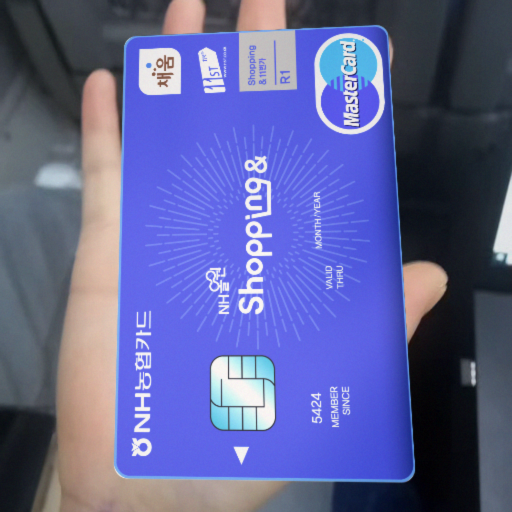 NH농협카드
채움
11ST
Shopping
& 11번가
R1
NH올원
Shopping&
5424
MEMBER
SINCE
VALID
THRU
MONTH/YEAR
MasterCard